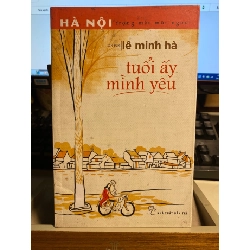 HÀ NỘI
lê minh hà
tuổi ấy
mình yêu